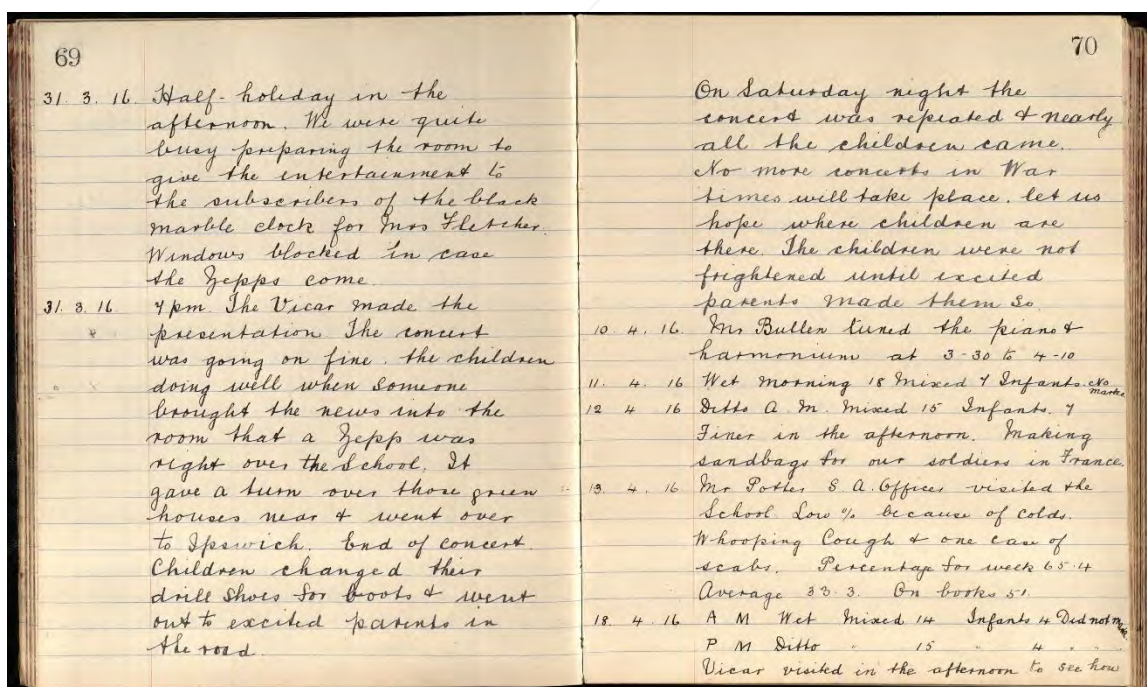 69
31. 3. 16. Half-holiday in the
afternoon. We were quite
busy preparing the room to
give the entertainment to
the subscribers of the black
marble clock for Mrs Fletcher.
Windows blocked in case
the Zepps come.
31. 3. 16. 7 pm. The Vicar made the
presentation. The concert
was going on fine. the children
doing well when someone
brought the news into the
room that a Zepp was
right over the School. It
gave a turn over those green
houses near & went over
to Ipswich. End of concert.
Children changed their
drill shoes for boots & went
out to excited parents in
the road.
70
On Saturday night the
concert was repeated & nearly
all the children came.
No more concerts in War
times will take place. let us
hope where children are
there. The children were not
frightened until excited
parents made them so.
10. 4. 16. Mr Bullen tuned the piano &
harmonium at 3-30 to 4-10
11. 4. 16 Wet morning 18 Mixed 7 Infants. No
marks
12 4 16 Ditto A. M. Mixed 15 Infants. 7
Finer in the afternoon. Making
sandbags for our soldiers in France.
13. 4. 16 Mr Potter S. A. Officer visited the
School. Low % because of colds.
Whooping Cough & one case of
scabs. Percentage for week 65.4
Average 33.3. On books 51.
18. 4. 16 A M Wet Mixed 14 Infants 4 Did not mark.
P M Ditto " 15 " 4 " " "
Vicar visited in the afternoon to see how